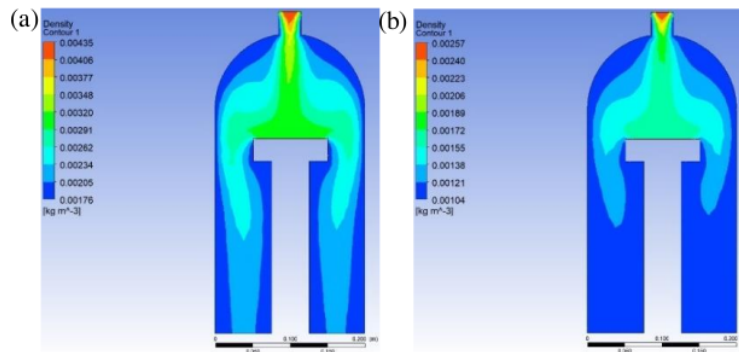 (a)
Density
Contour 1
0.00435
0.00406
0.00377
0.00348
0.00320
0.00291
0.00262
0.00234
0.00205
0.00176
[kg m^-3]
0
0.100
0.200 (m)
(b)
Density
Contour 1
0.00257
0.00240
0.00223
0.00206
0.00189
0.00172
0.00155
0.00138
0.00121
0.00104
[kg m^-3]
0
0.100
0.200